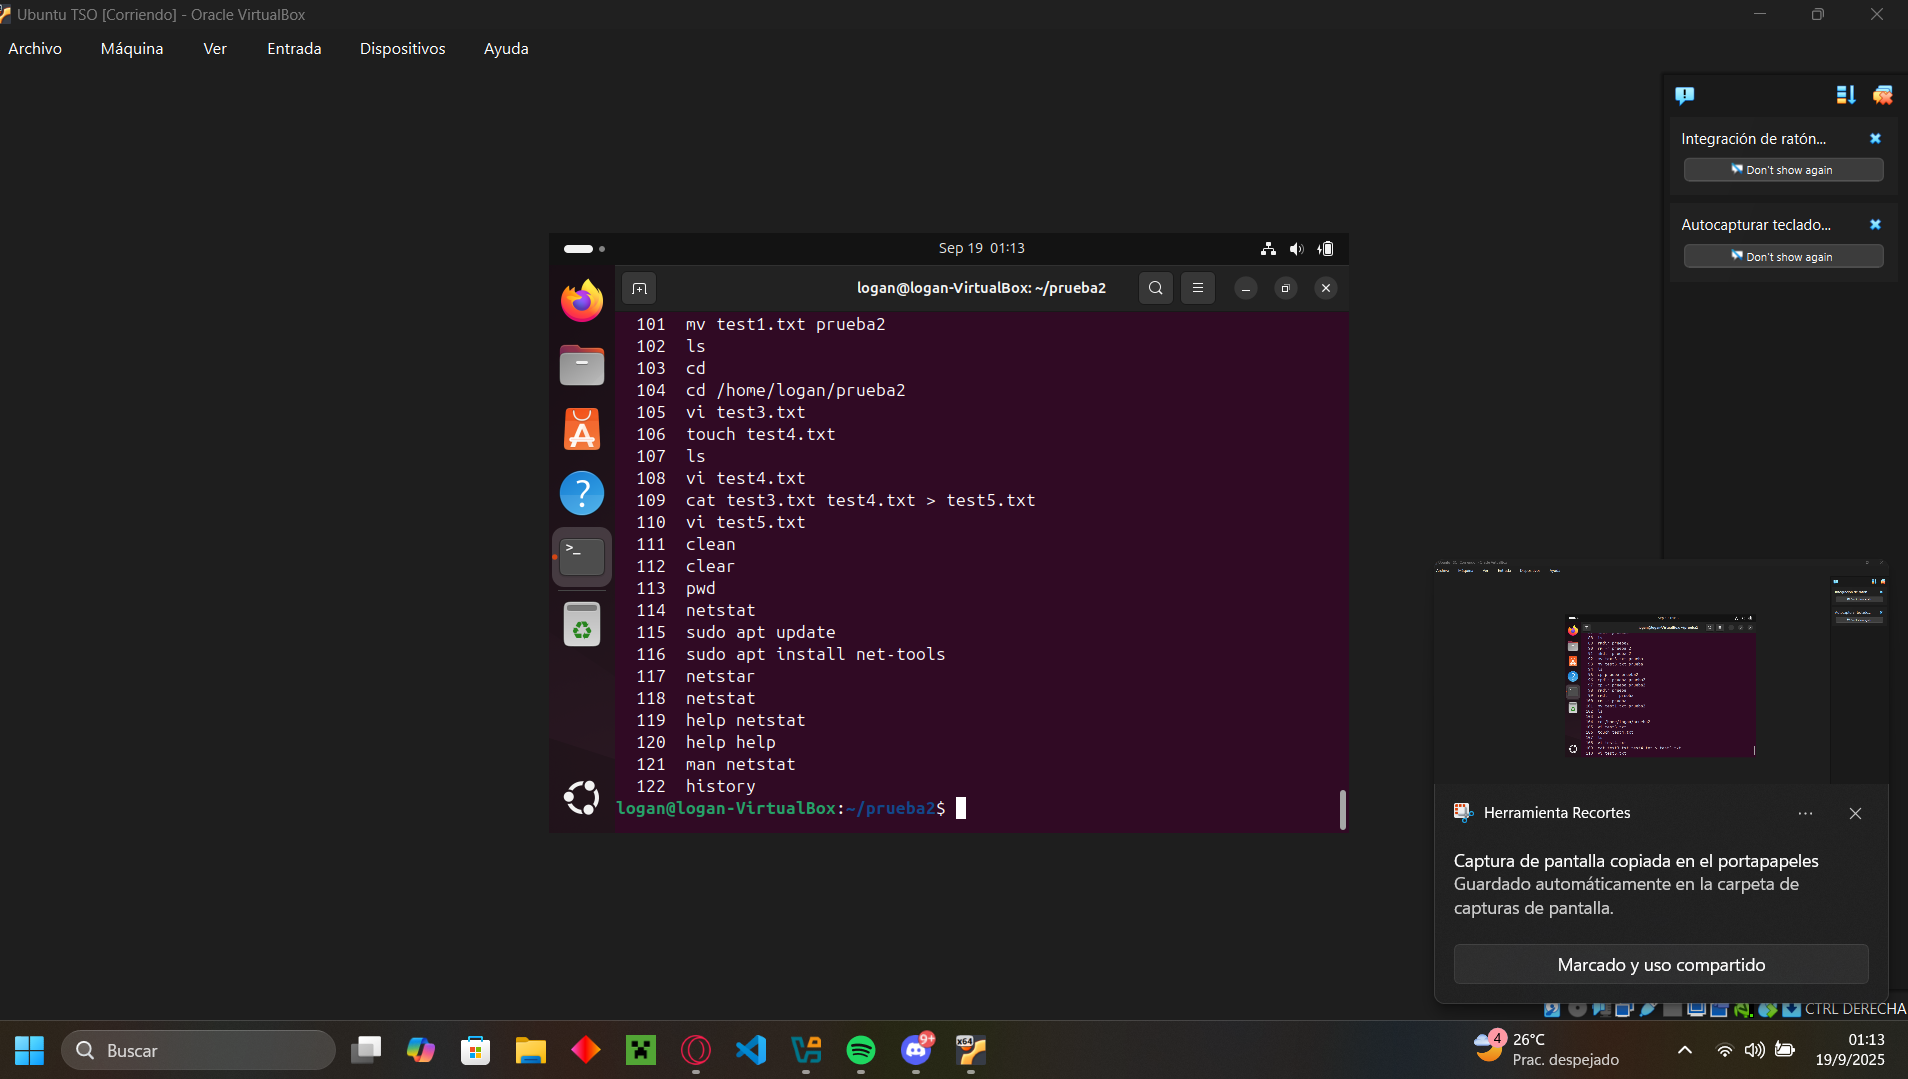 Ubuntu TSO [Corriendo] - Oracle VirtualBox
Archivo Máquina Ver Entrada Dispositivos Ayuda
Integración de ratón...
Don't show again
Autocapturar teclado...
Don't show again
Sep 19 01:13
logan@logan-VirtualBox: ~/prueba2
101 mv test1.txt prueba2
102 ls
103 cd
104 cd /home/logan/prueba2
105 vi test3.txt
106 touch test4.txt
107 ls
108 vi test4.txt
109 cat test3.txt test4.txt > test5.txt
110 vi test5.txt
111 clean
112 clear
113 pwd
114 netstat
115 sudo apt update
116 sudo apt install net-tools
117 netstar
118 netstat
119 help netstat
120 help help
121 man netstat
122 history
logan@logan-VirtualBox:~/prueba2$
Herramienta Recortes
Captura de pantalla copiada en el portapapeles
Guardado automáticamente en la carpeta de
capturas de pantalla.
Marcado y uso compartido
CTRL DERECHA
Buscar
9+
x64
4
26°C
Prac. despejado
01:13
19/9/2025